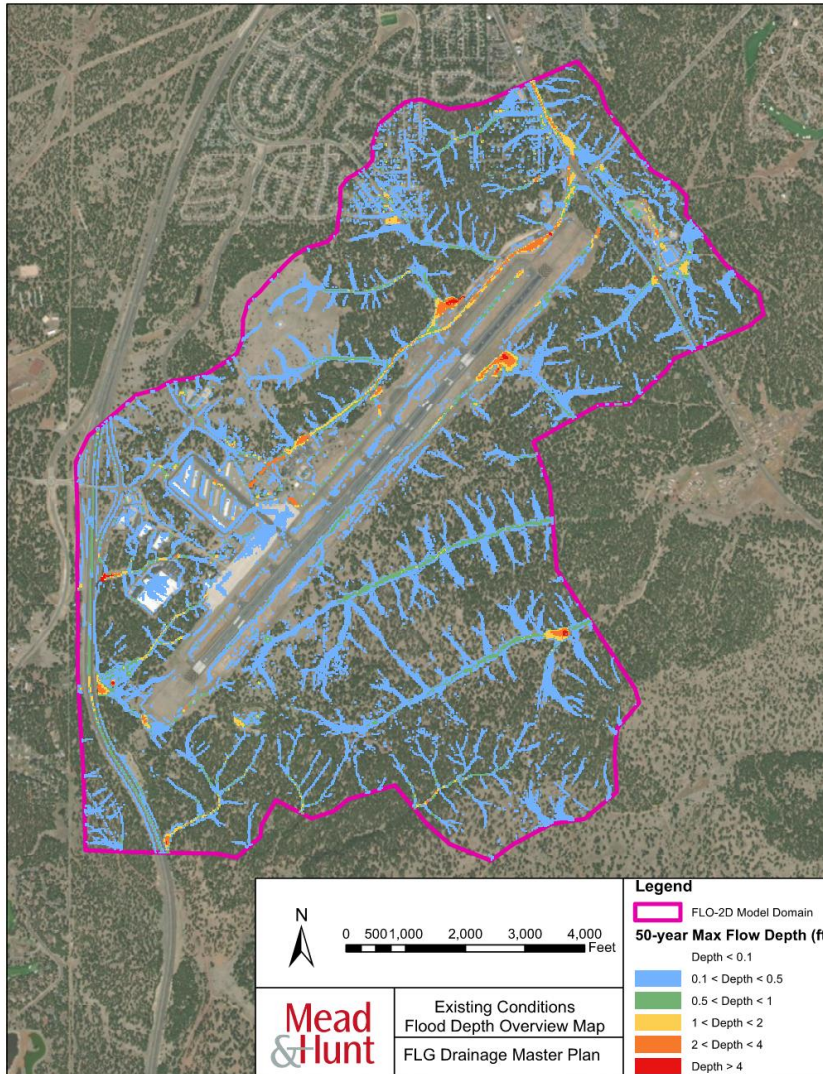 N
0 500 1,000 2,000 3,000 4,000
Feet
Mead
&Hunt
Existing Conditions
Flood Depth Overview Map
FLG Drainage Master Plan
Legend
FLO-2D Model Domain
50-year Max Flow Depth (ft
Depth < 0.1
0.1 < Depth < 0.5
0.5 < Depth < 1
1 < Depth < 2
2 < Depth < 4
Depth > 4